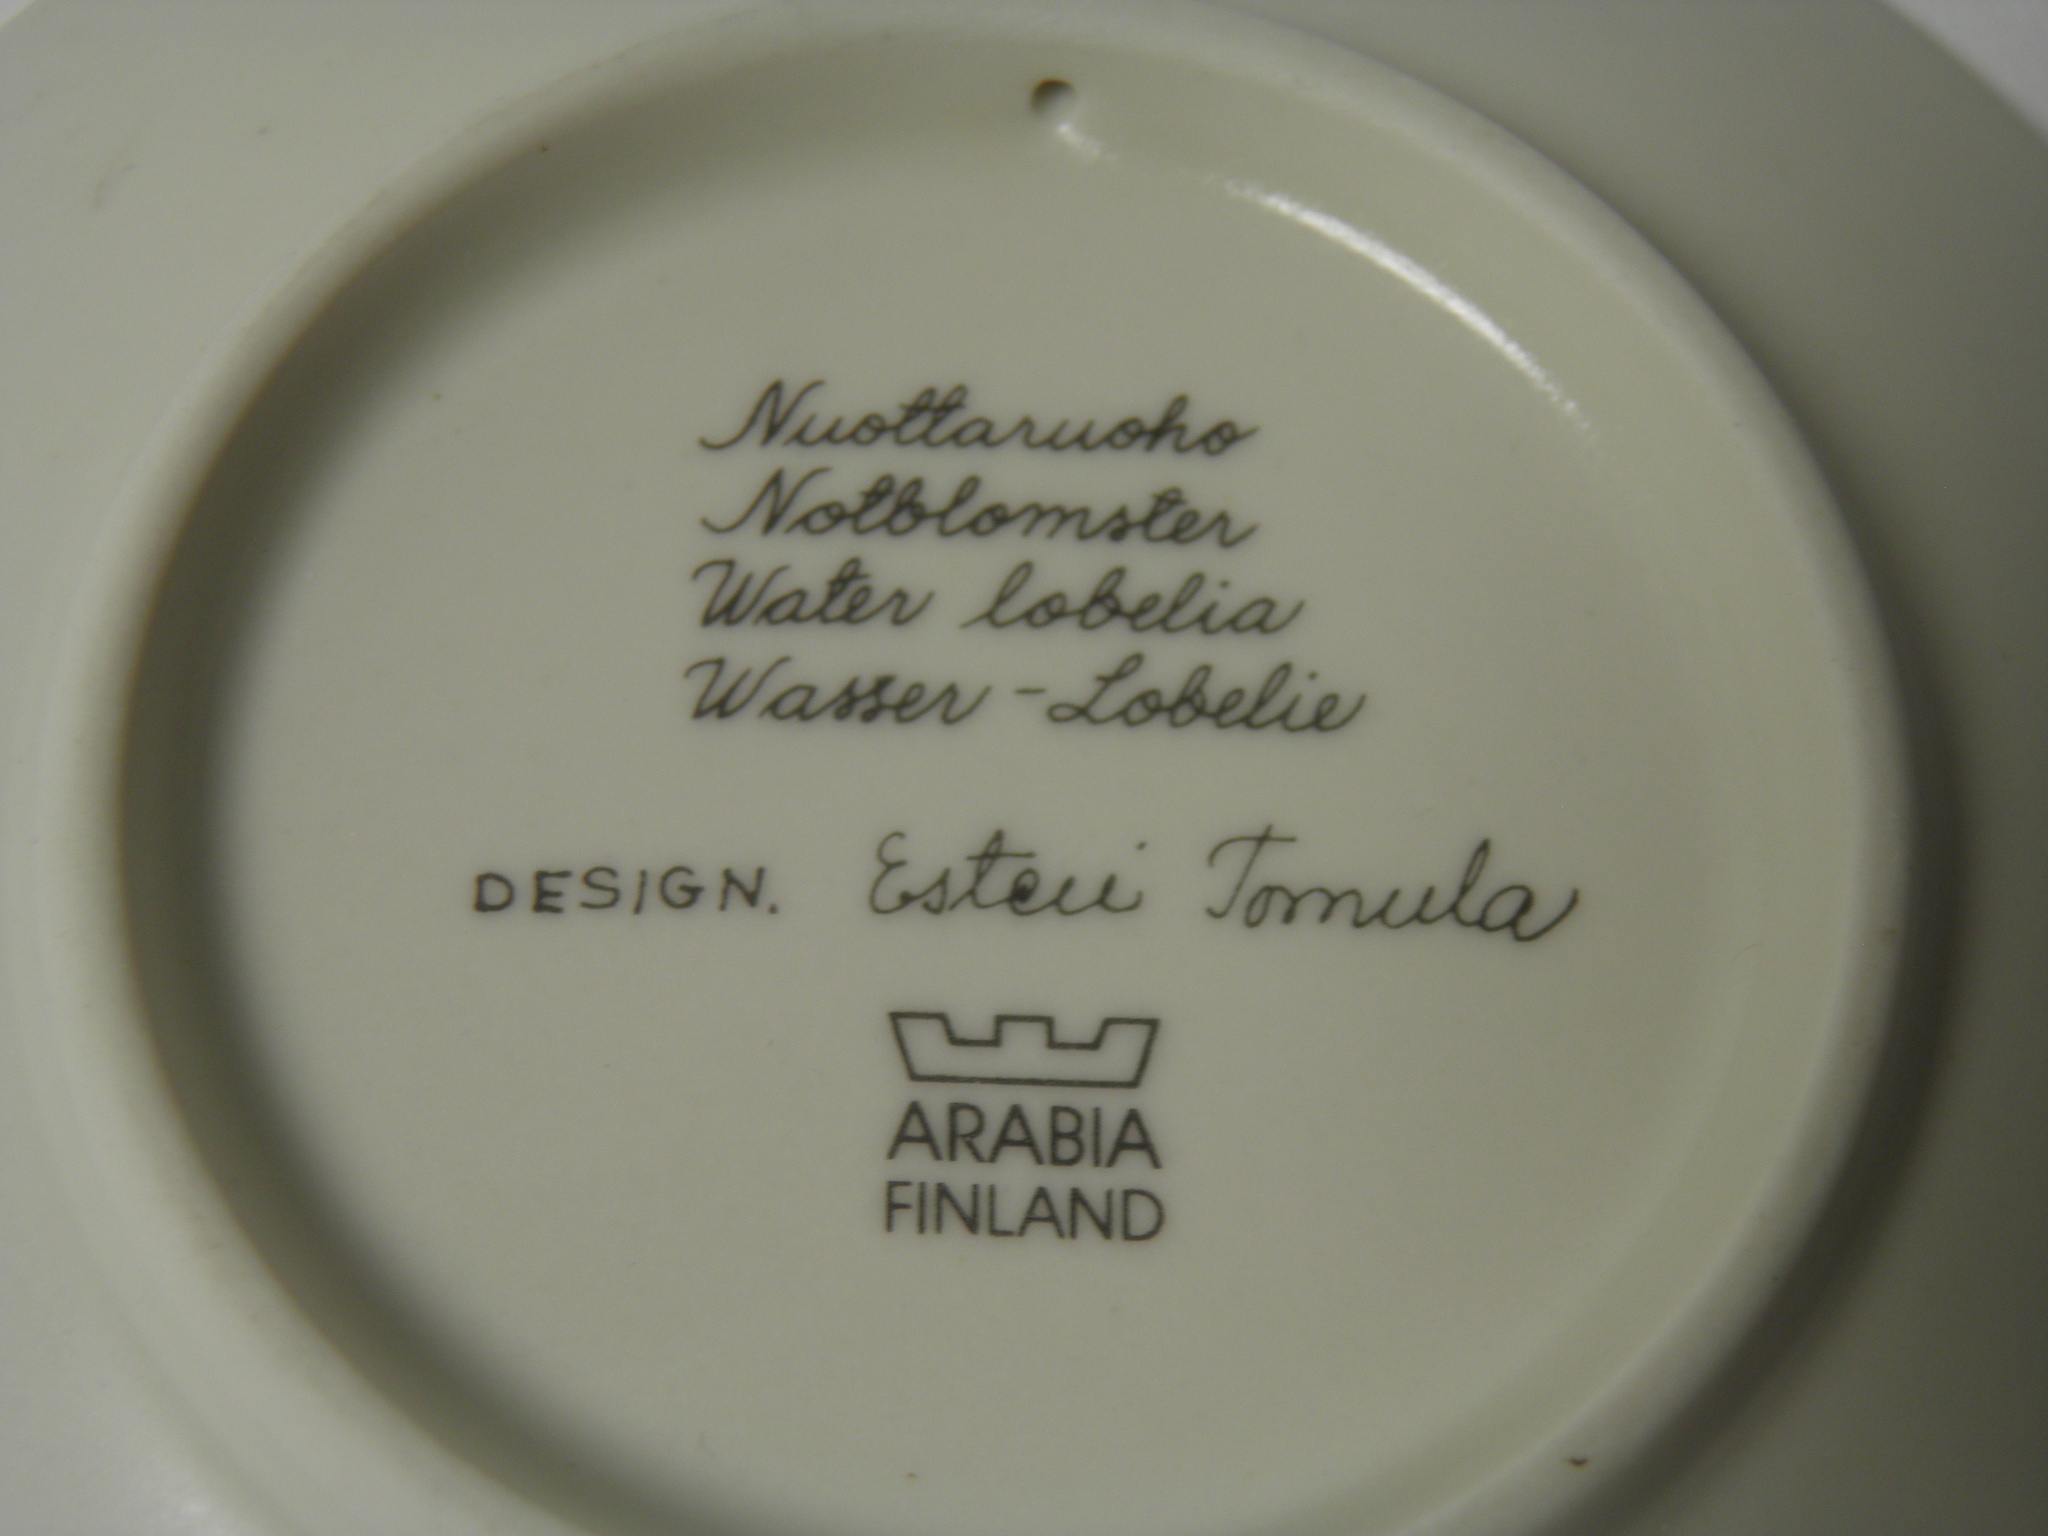 Nuottaruoho
Notblomster
Water lobelia
Wasser-Lobelie
DESIGN. Esteri Tomula
ARABIA
FINLAND